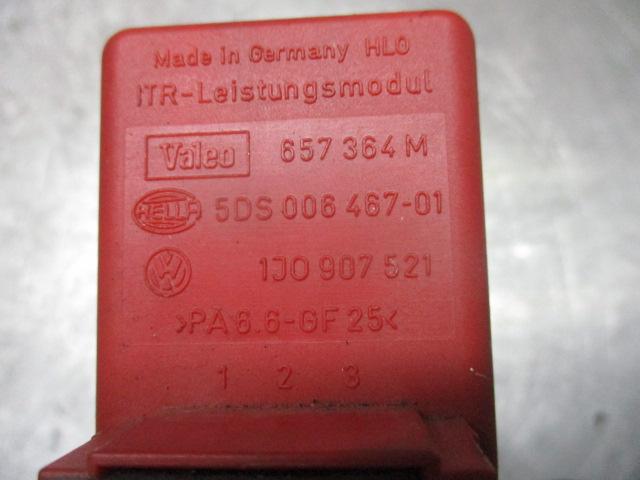 Made in Germany HLO
ITR-Leistungsmodul
Valeo 657 364 M
HELLA 5DS 006 467-01
VW 1J0 907 521
>PA 6.6-GF 25<
1 2 3